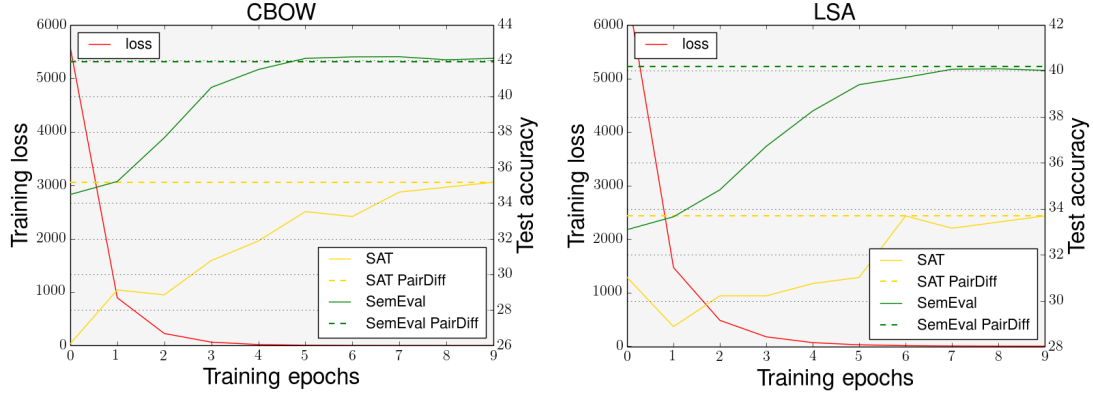 CBOW
6000
5000
4000
3000
2000
1000
0
Training loss
44
42
40
38
36
34
32
30
28
26
Test accuracy
0 1 2 3 4 5 6 7 8 9
Training epochs
loss
SAT
SAT PairDiff
SemEval
SemEval PairDiff
LSA
6000
5000
4000
3000
2000
1000
0
Training loss
42
40
38
36
34
32
30
28
Test accuracy
0 1 2 3 4 5 6 7 8 9
Training epochs
loss
SAT
SAT PairDiff
SemEval
SemEval PairDiff